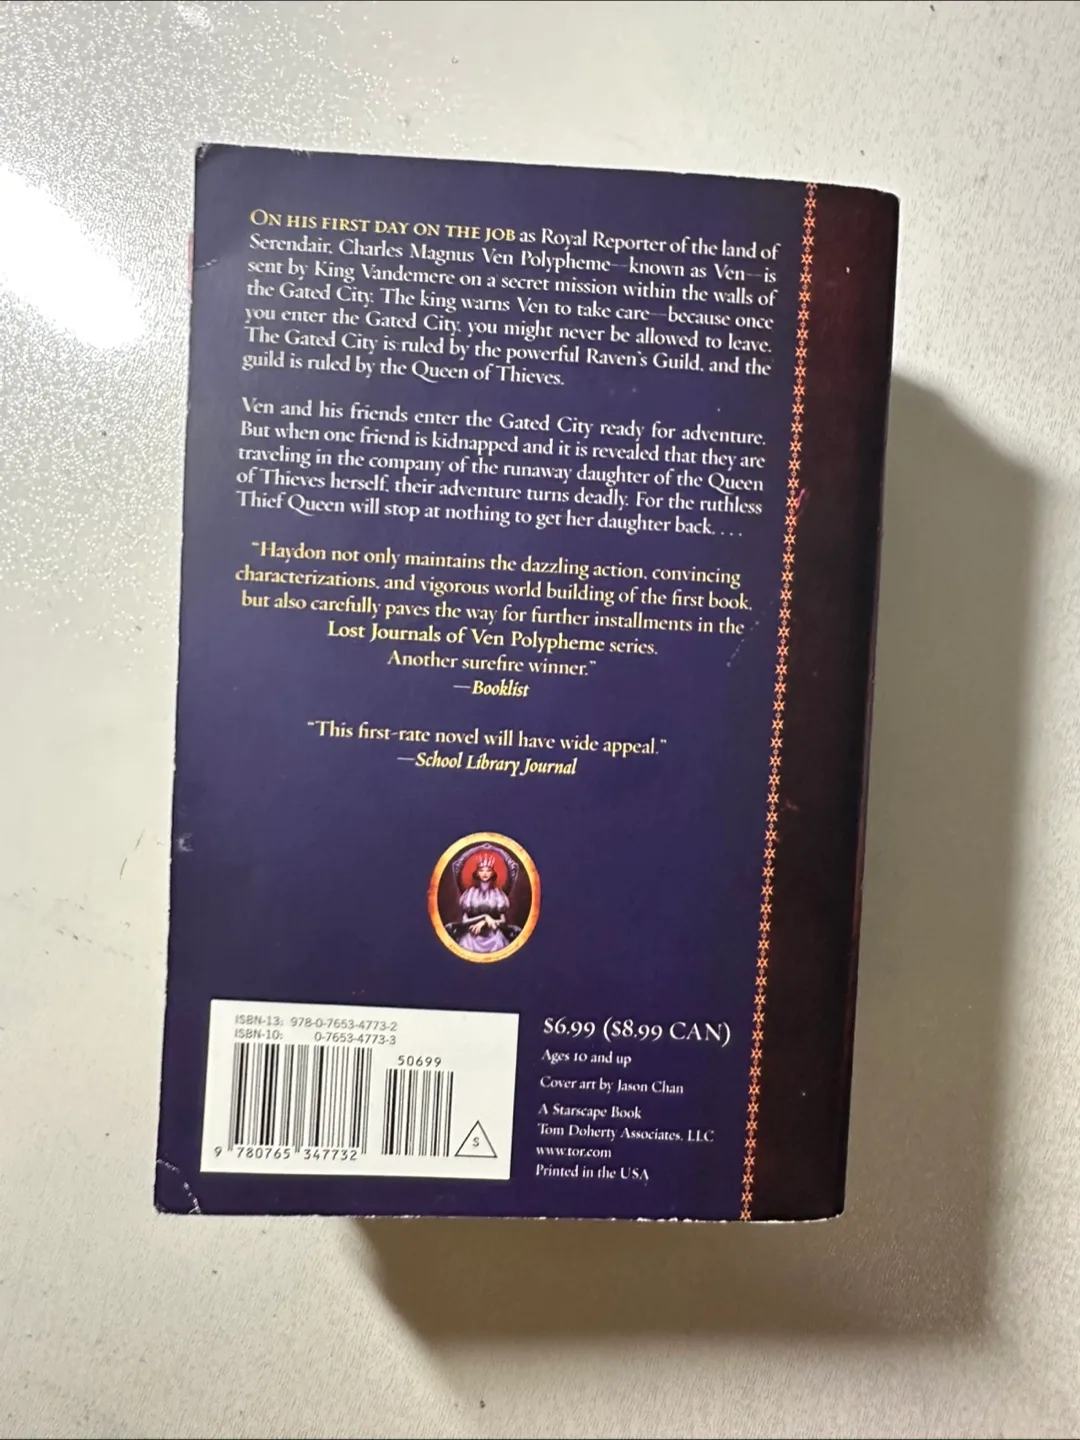 ON HIS FIRST DAY ON THE JOB as Royal Reporter of the land of
Serendair, Charles Magnus Ven Polypheme—known as Ven—is
sent by King Vandemere on a secret mission within the walls of
the Gated City. The king warns Ven to take care—because once
you enter the Gated City, you might never be allowed to leave.
The Gated City is ruled by the powerful Raven's Guild, and the
guild is ruled by the Queen of Thieves.
Ven and his friends enter the Gated City ready for adventure.
But when one friend is kidnapped and it is revealed that they are
traveling in the company of the runaway daughter of the Queen
of Thieves herself, their adventure turns deadly. For the ruthless
Thief Queen will stop at nothing to get her daughter back. . . .
"Haydon not only maintains the dazzling action, convincing
characterizations, and vigorous world building of the first book,
but also carefully paves the way for further installments in the
Lost Journals of Ven Polypheme series.
Another surefire winner."
—Booklist
"This first-rate novel will have wide appeal."
—School Library Journal
ISBN-13: 978-0-7653-4773-2
ISBN-10: 0-7653-4773-3
50699
9 780765 347732
S
$6.99 ($8.99 CAN)
Ages 10 and up
Cover art by Jason Chan
A Starscape Book
Tom Doherty Associates, LLC
www.tor.com
Printed in the USA